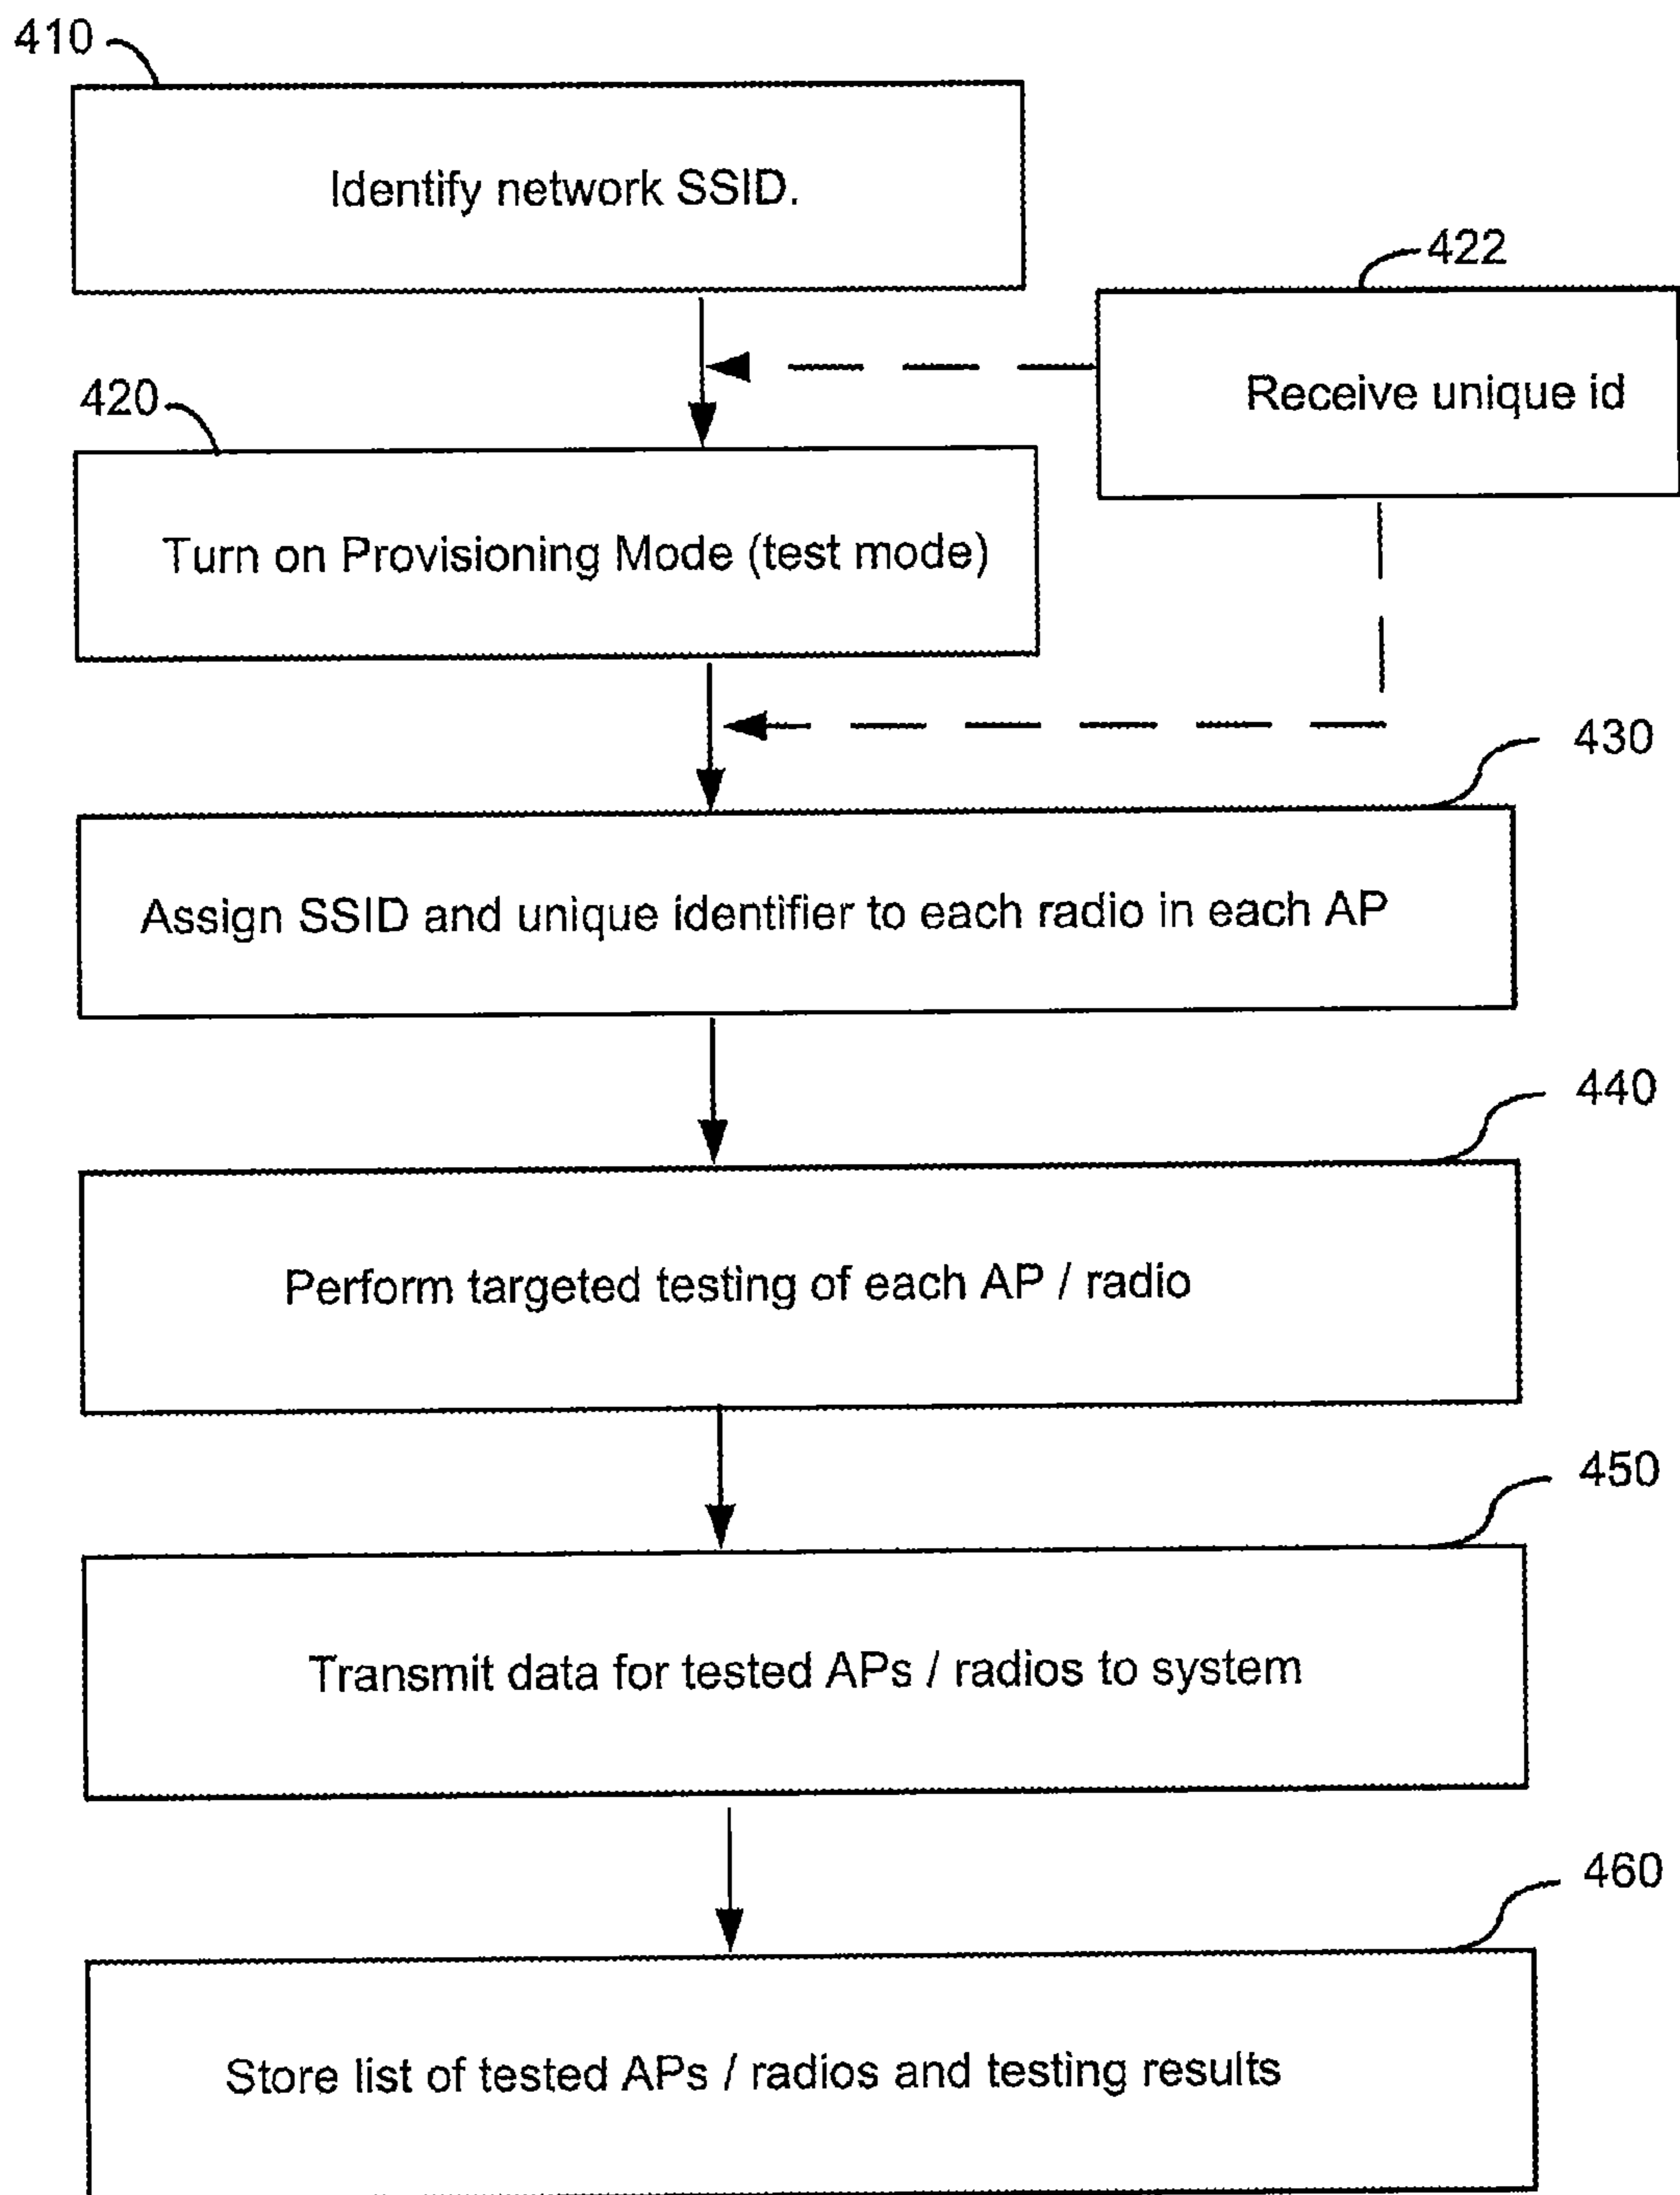 410
Identify network SSID.
422
Receive unique id
420
Turn on Provisioning Mode (test mode)
430
Assign SSID and unique identifier to each radio in each AP
440
Perform targeted testing of each AP / radio
450
Transmit data for tested APs / radios to system
460
Store list of tested APs / radios and testing results